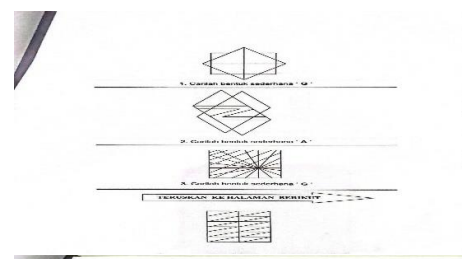 1. Carilah bentuk sederhana ' G '
2. Carilah bentuk sederhana ' A '
3. Carilah bentuk sederhana ' G '
TERUSKAN KE HALAMAN BERIKUT